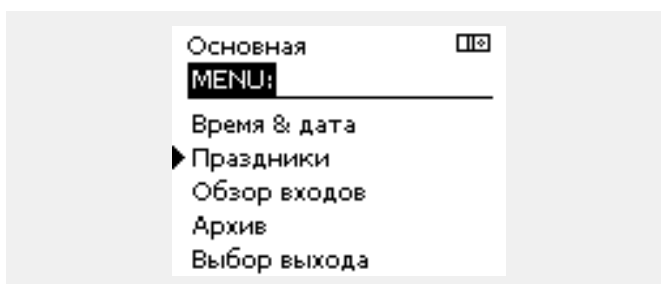 Основная
MENU:
Время & дата
Праздники
Обзор входов
Архив
Выбор выхода